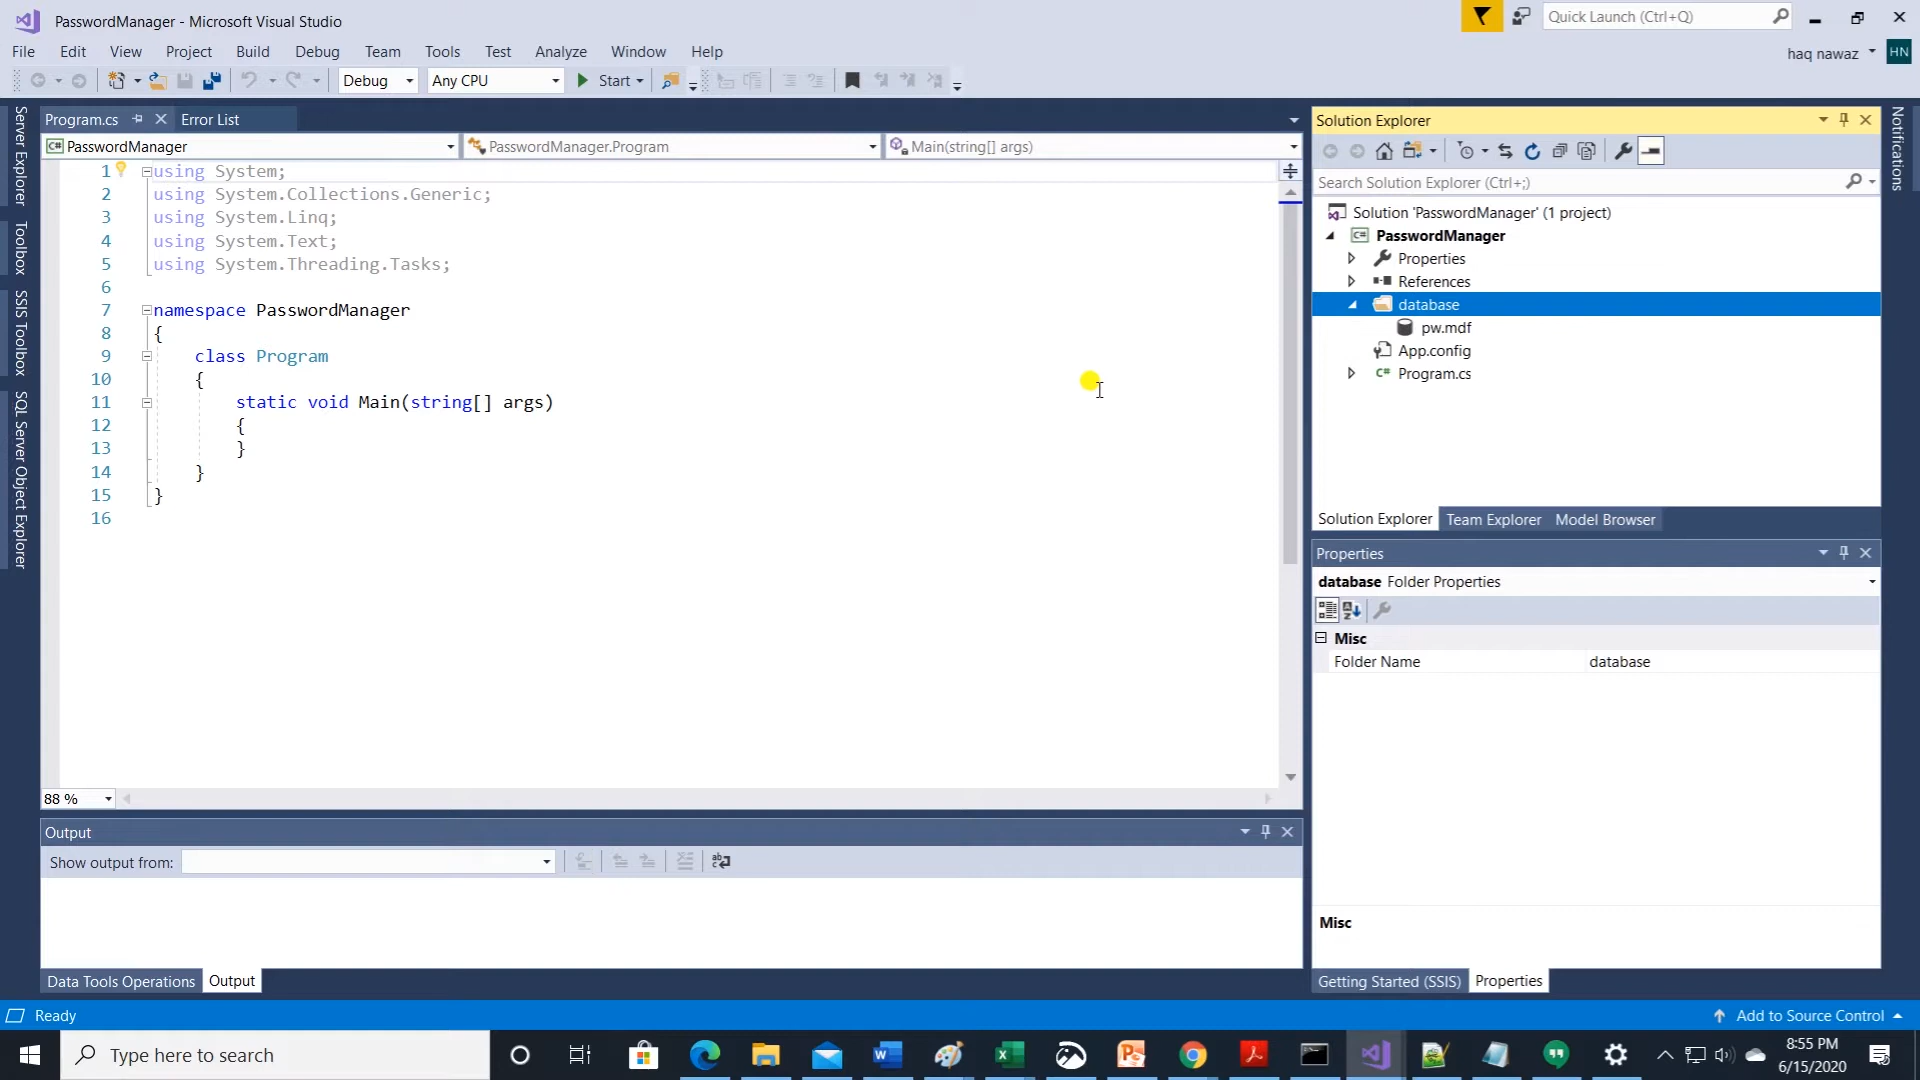 PasswordManager - Microsoft Visual Studio
Quick Launch (Ctrl+Q)
File Edit View Project Build Debug Team Tools Test Analyze Window Help
haq nawaz HN
Debug Any CPU Start
Server Explorer
Toolbox
SSIS Toolbox
SQL Server Object Explorer
Program.cs Error List
PasswordManager PasswordManager.Program Main(string[] args)
1 using System;
2 using System.Collections.Generic;
3 using System.Linq;
4 using System.Text;
5 using System.Threading.Tasks;
6
7 namespace PasswordManager
8 {
9 class Program
10 {
11 static void Main(string[] args)
12 {
13 }
14 }
15 }
16
88 %
Output
Show output from:
Data Tools Operations Output
Solution Explorer
Search Solution Explorer (Ctrl+;)
Solution 'PasswordManager' (1 project)
C# PasswordManager
Properties
References
database
pw.mdf
App.config
C# Program.cs
Solution Explorer Team Explorer Model Browser
Properties
database Folder Properties
Misc
Folder Name database
Misc
Getting Started (SSIS) Properties
Notifications
Ready
Add to Source Control
Type here to search
8:55 PM
6/15/2020